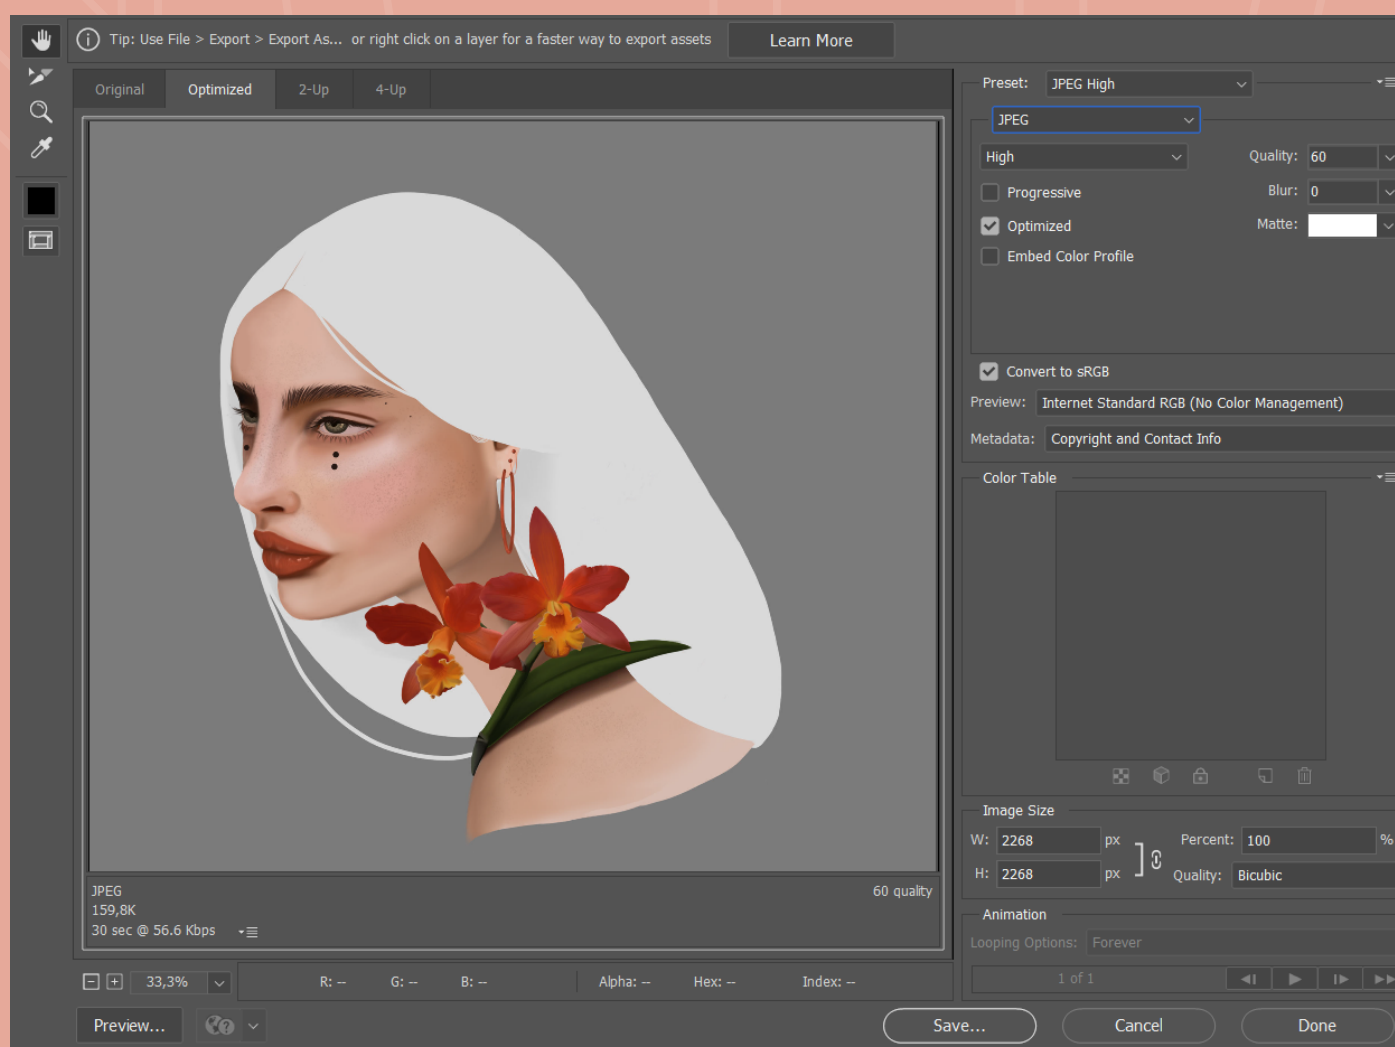 Tip: Use File > Export > Export As... or right click on a layer for a faster way to export assets
Learn More
Original Optimized 2-Up 4-Up
Preset: JPEG High
JPEG
High Quality: 60
Progressive Blur: 0
Optimized Matte:
Embed Color Profile
Convert to sRGB
Preview: Internet Standard RGB (No Color Management)
Metadata: Copyright and Contact Info
Color Table
Image Size
W: 2268 px Percent: 100 %
H: 2268 px Quality: Bicubic
Animation
Looping Options: Forever
1 of 1
JPEG 60 quality
159,8K
30 sec @ 56.6 Kbps
33,3% R: -- G: -- B: -- Alpha: -- Hex: -- Index: --
Preview... Save... Cancel Done